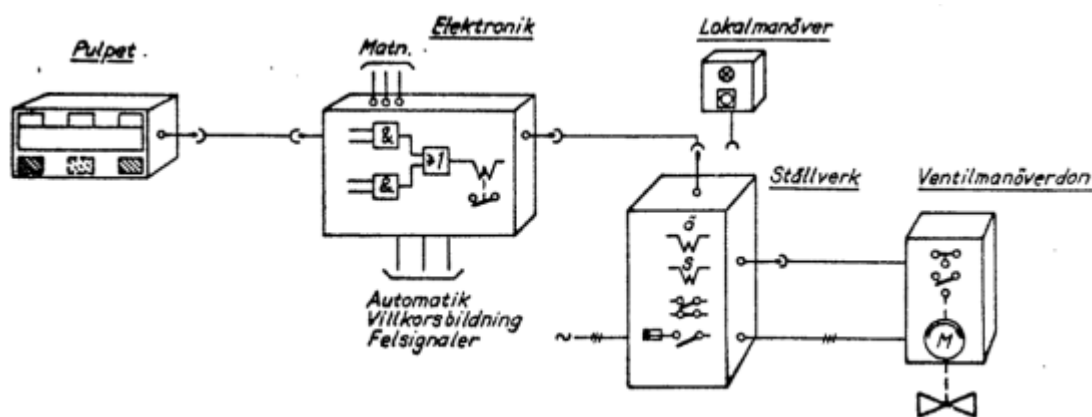 Pulpet.
Elektronik
Matn.
Lokalmanöver
&
≥1
&
Ställverk
Ventilmanöverdon
ö
s
M
Automatik
Villkorsbildning
Felsignaler
~